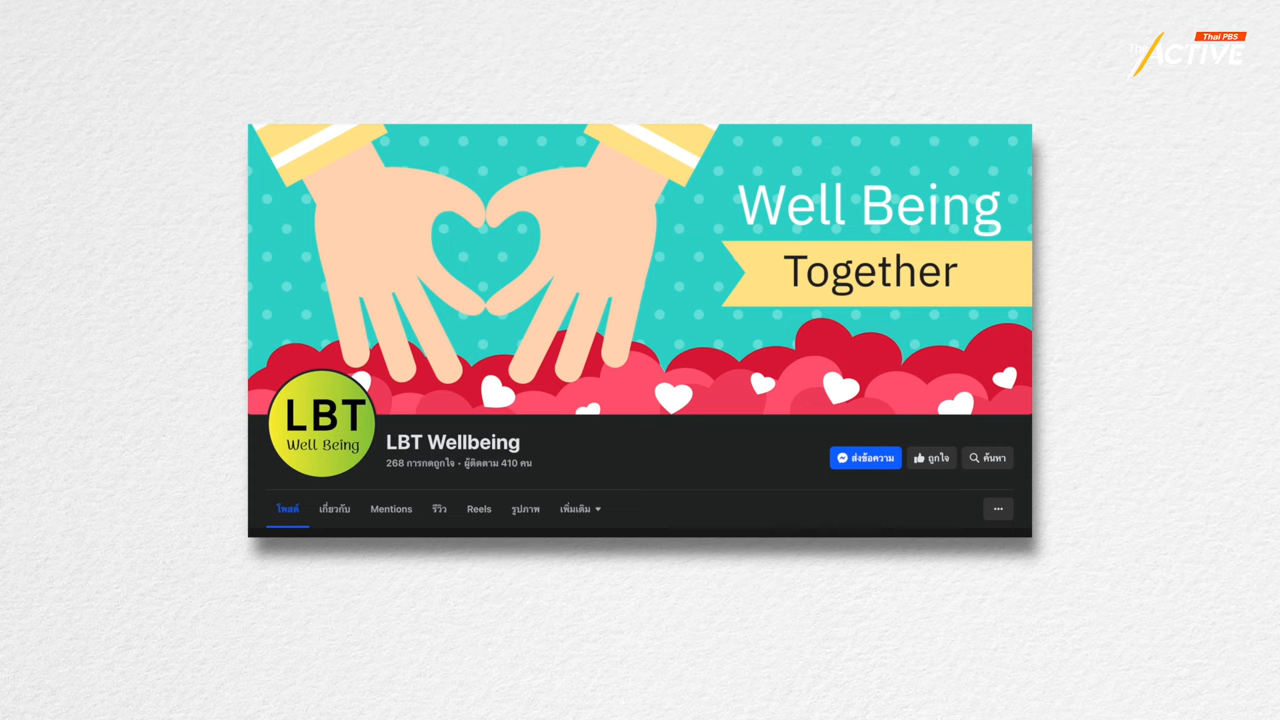 Thai PBS
The ACTIVE
Well Being
Together
LBT
Well Being
LBT Wellbeing
268 การกดถูกใจ • ผู้ติดตาม 410 คน
ส่งข้อความ
ถูกใจ
ค้นหา
โพสต์ เกี่ยวกับ Mentions รีวิว Reels รูปภาพ เพิ่มเติม